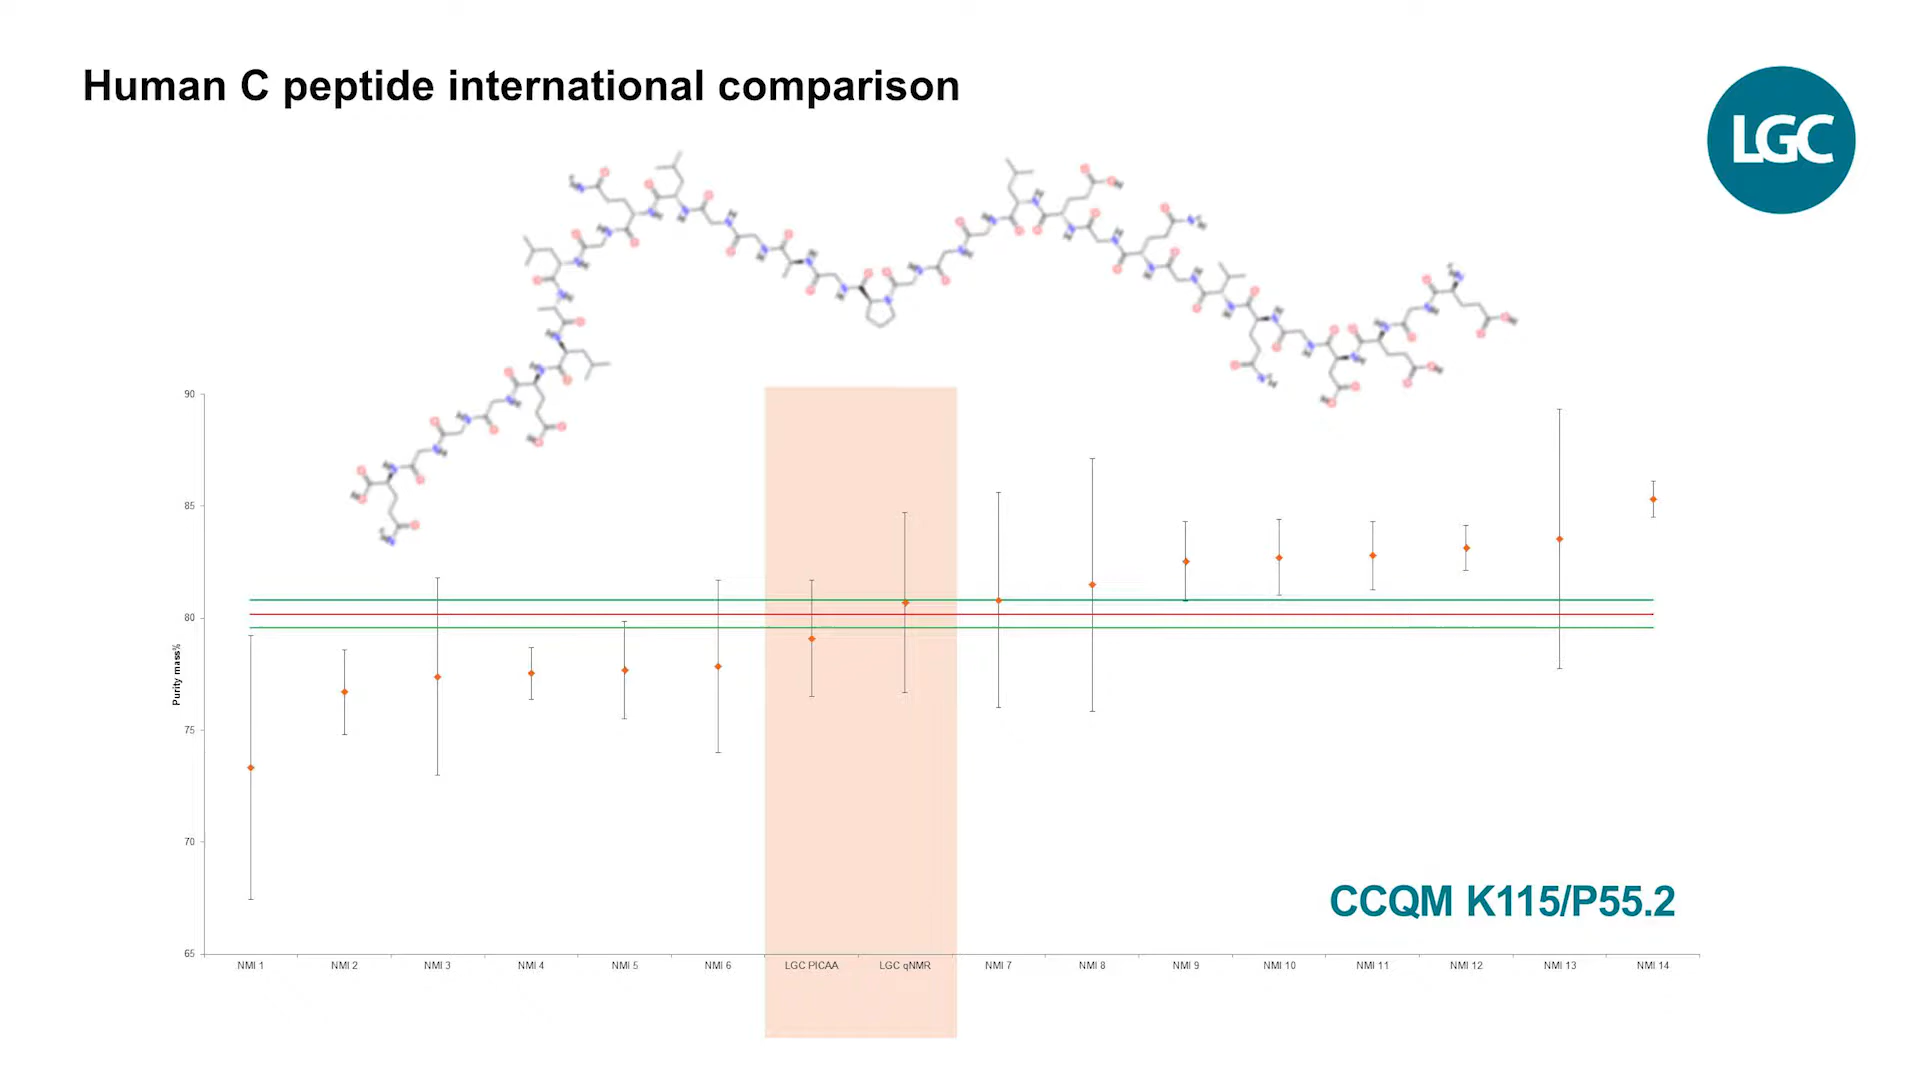 Human C peptide international comparison
LGC
90
85
80
75
70
65
Purity mass%
CCQM K115/P55.2
NMI 1 NMI 2 NMI 3 NMI 4 NMI 5 NMI 6 LGC PICAA LGC qNMR NMI 7 NMI 8 NMI 9 NMI 10 NMI 11 NMI 12 NMI 13 NMI 14